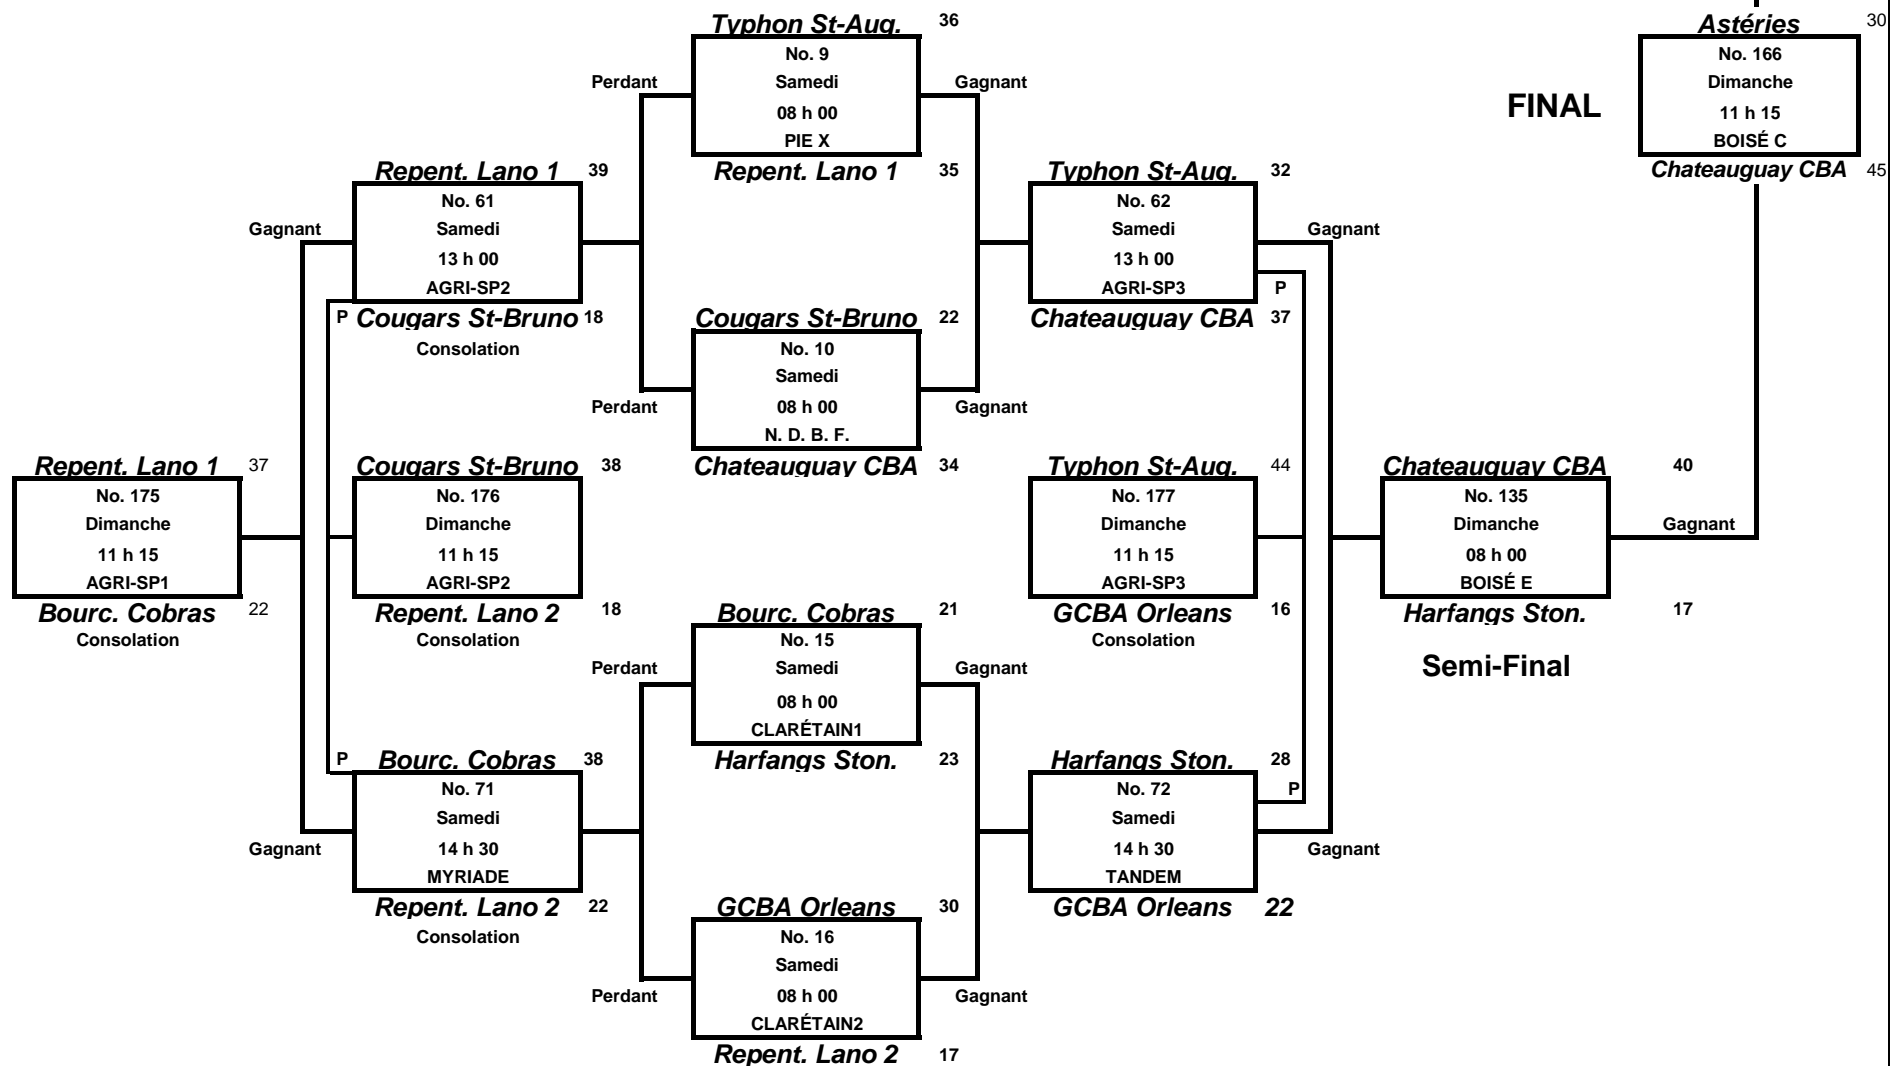 Typhon St-Aug. 36
No. 9
Samedi
08 h 00
PIE X
Repent. Lano 1 35
Perdant
Gagnant
Astéries 30
No. 166
Dimanche
11 h 15
BOISÉ C
Chateauguay CBA 45
FINAL
Repent. Lano 1 39
No. 61
Samedi
13 h 00
AGRI-SP2
P Cougars St-Bruno 18
Consolation
Gagnant
Typhon St-Aug. 32
No. 62
Samedi
13 h 00
AGRI-SP3
P
Chateauguay CBA 37
Gagnant
Cougars St-Bruno 22
No. 10
Samedi
08 h 00
N. D. B. F.
Chateauguay CBA 34
Perdant
Gagnant
Repent. Lano 1 37
No. 175
Dimanche
11 h 15
AGRI-SP1
Bourc. Cobras 22
Consolation
Cougars St-Bruno 38
No. 176
Dimanche
11 h 15
AGRI-SP2
Repent. Lano 2 18
Consolation
Typhon St-Aug. 44
No. 177
Dimanche
11 h 15
AGRI-SP3
GCBA Orleans 16
Consolation
Chateauguay CBA 40
No. 135
Dimanche
08 h 00
BOISÉ E
Harfangs Ston. 17
Gagnant
Semi-Final
Bourc. Cobras 21
No. 15
Samedi
08 h 00
CLARÉTAIN1
Harfangs Ston. 23
Perdant
Gagnant
P Bourc. Cobras 38
No. 71
Samedi
14 h 30
MYRIADE
Repent. Lano 2 22
Consolation
Gagnant
Harfangs Ston. 28
No. 72
P
Samedi
14 h 30
TANDEM
GCBA Orleans 22
Gagnant
GCBA Orleans 30
No. 16
Samedi
08 h 00
CLARÉTAIN2
Repent. Lano 2 17
Perdant
Gagnant